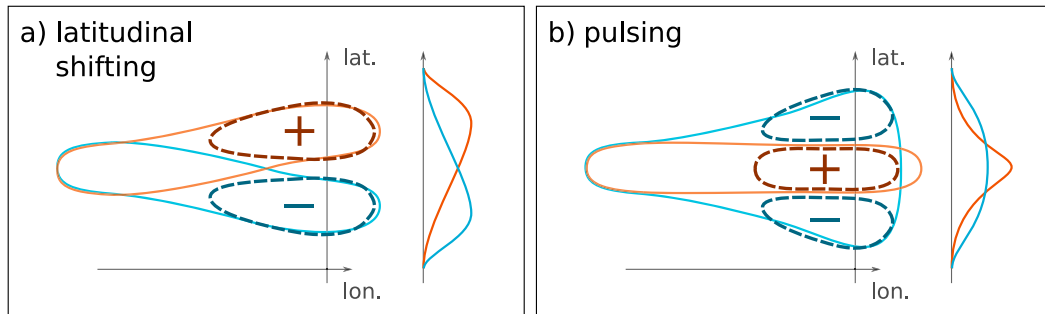 a) latitudinal
shifting
lat.
+
−
lon.
b) pulsing
lat.
−
+
−
lon.